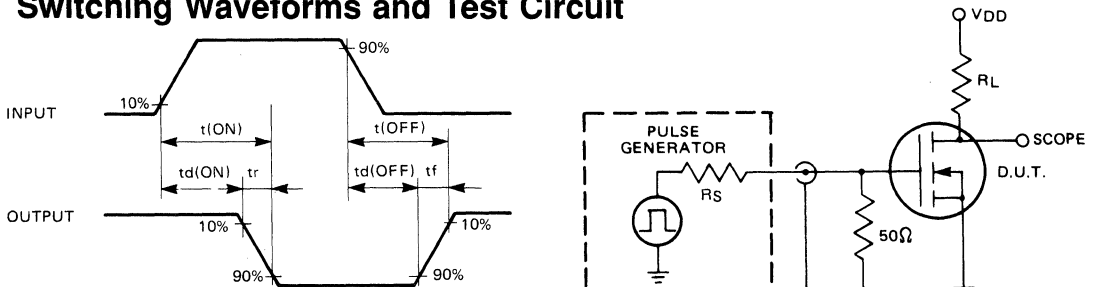 Switching Waveforms and Test Circuit
INPUT
10%
90%
t(ON)
t(OFF)
td(ON)
tr
td(OFF)
tf
OUTPUT
10%
90%
10%
90%
PULSE
GENERATOR
RS
50Ω
VDD
RL
SCOPE
D.U.T.